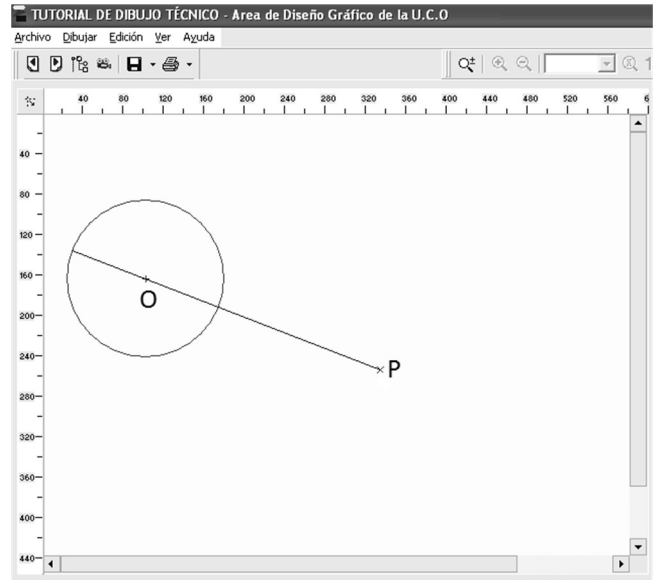 TUTORIAL DE DIBUJO TÉCNICO - Area de Diseño Gráfico de la U.C.O
Archivo Dibujar Edición Ver Ayuda
1
40 80 120 160 200 240 280 320 360 400 440 480 520 560 6
40
80
120
160
200
240
280
320
360
400
440
O
P